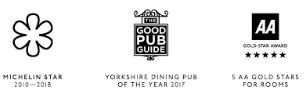 THE
GOOD
PUB
GUIDE
AA
GOLD STAR AWARD
★★★★★
MICHELIN STAR
2010—2018
YORKSHIRE DINING PUB
OF THE YEAR 2017
5 AA GOLD STARS
FOR ROOMS